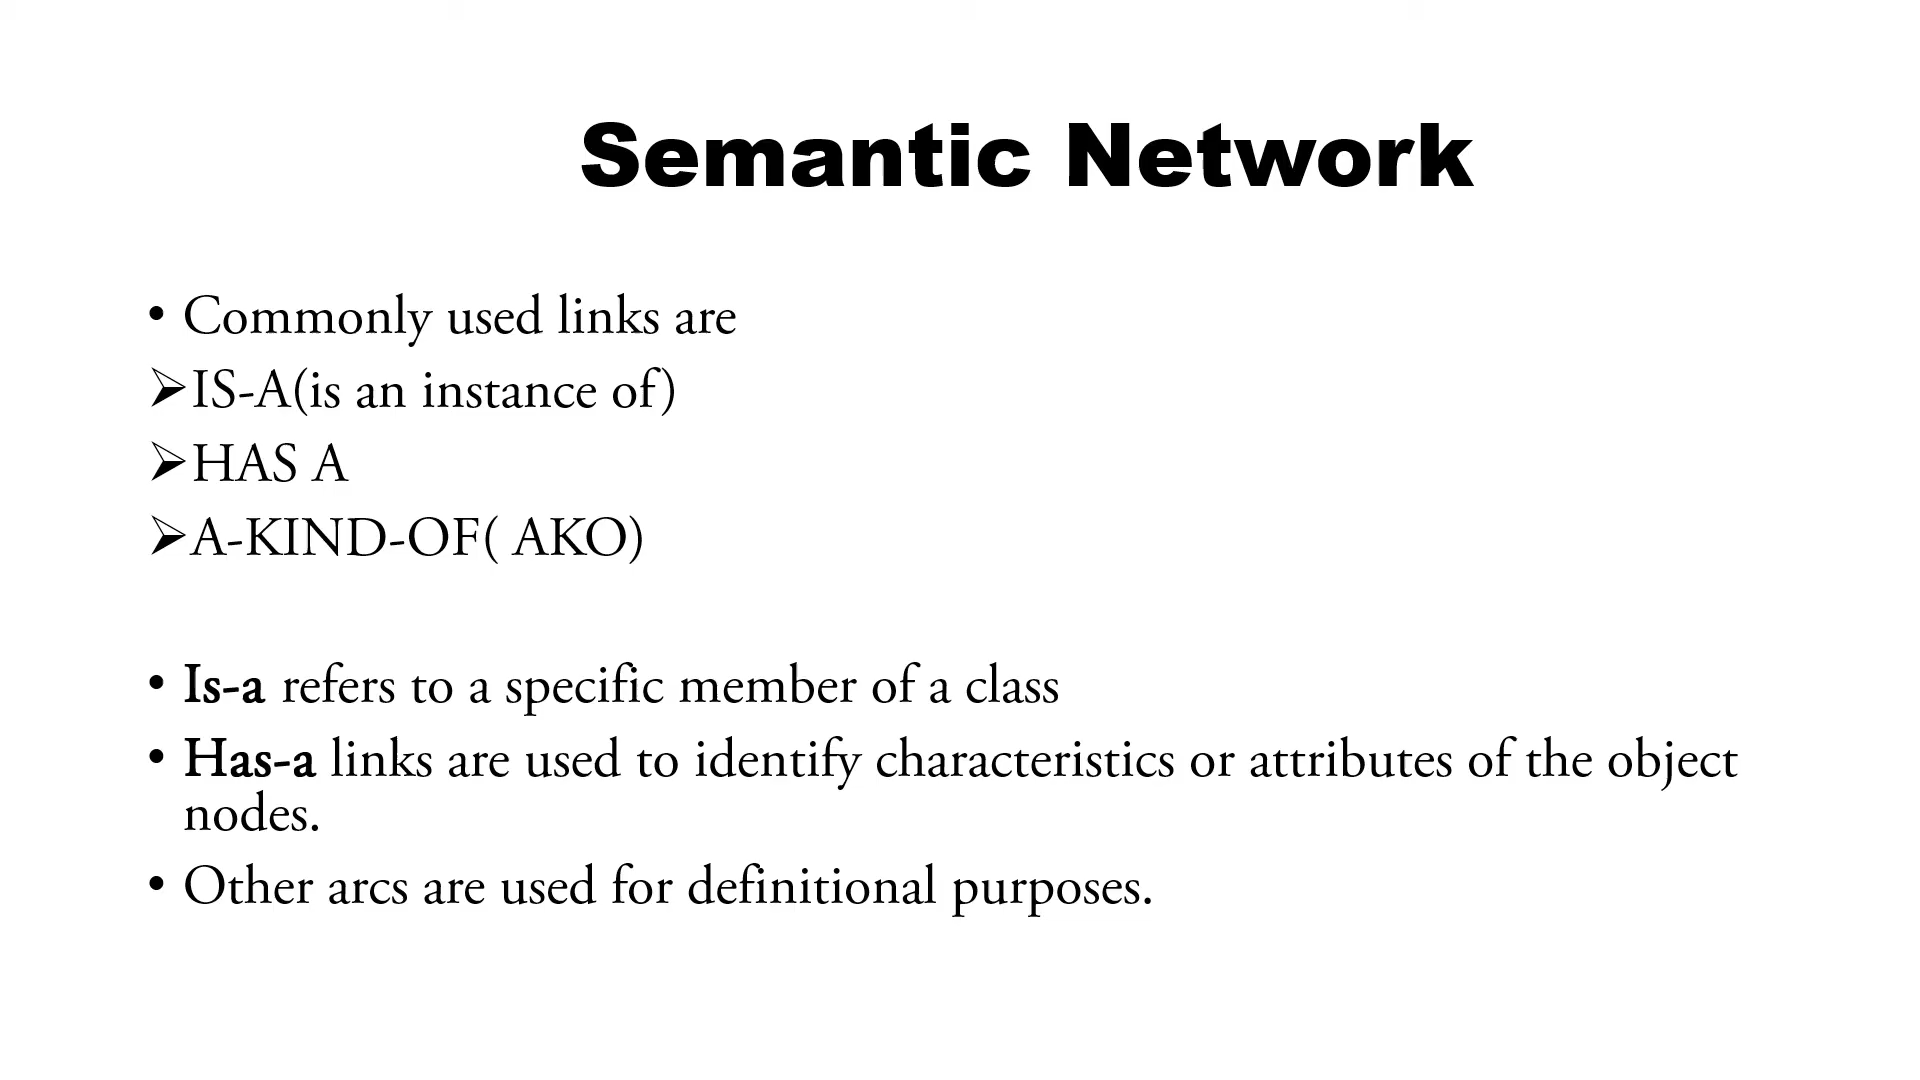 Semantic Network
• Commonly used links are
➢IS-A(is an instance of)
➢HAS A
➢A-KIND-OF( AKO)
• Is-a refers to a specific member of a class
• Has-a links are used to identify characteristics or attributes of the object
nodes.
• Other arcs are used for definitional purposes.